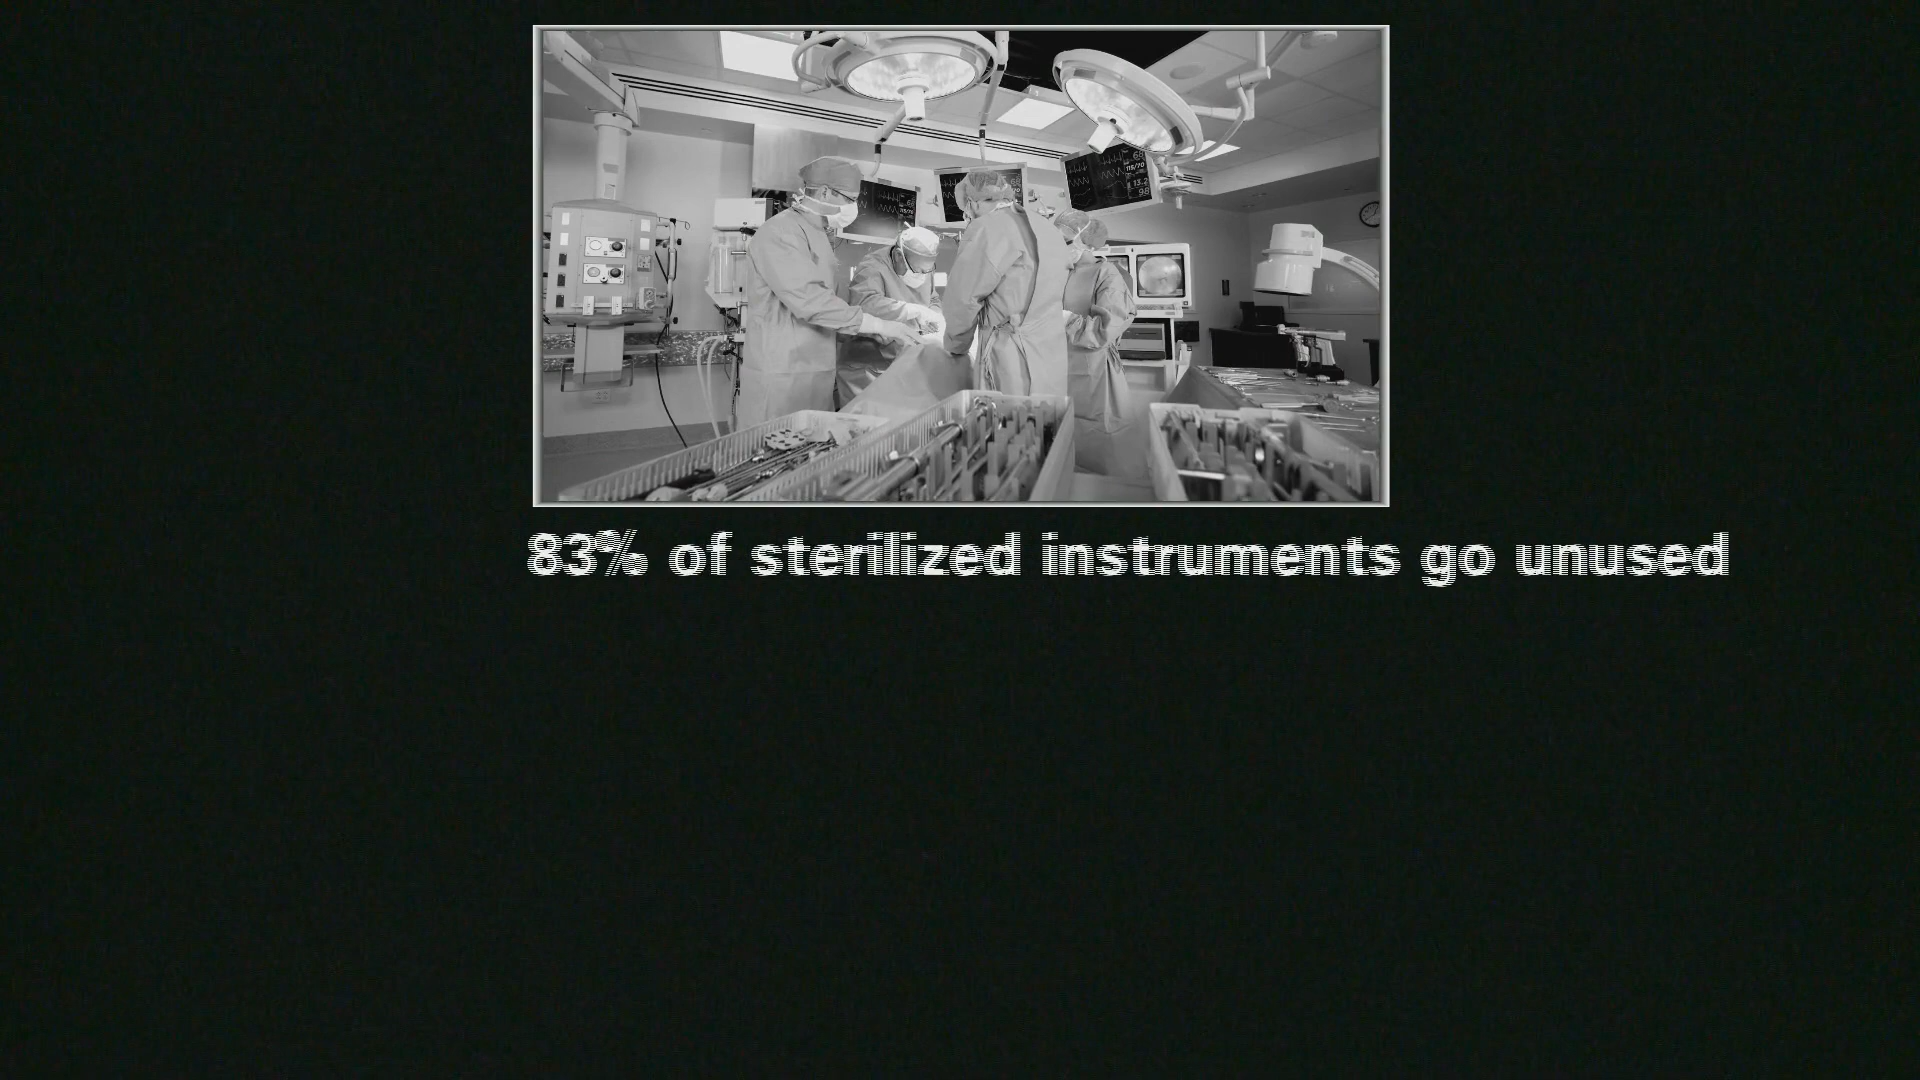 83% of sterilized instruments go unused